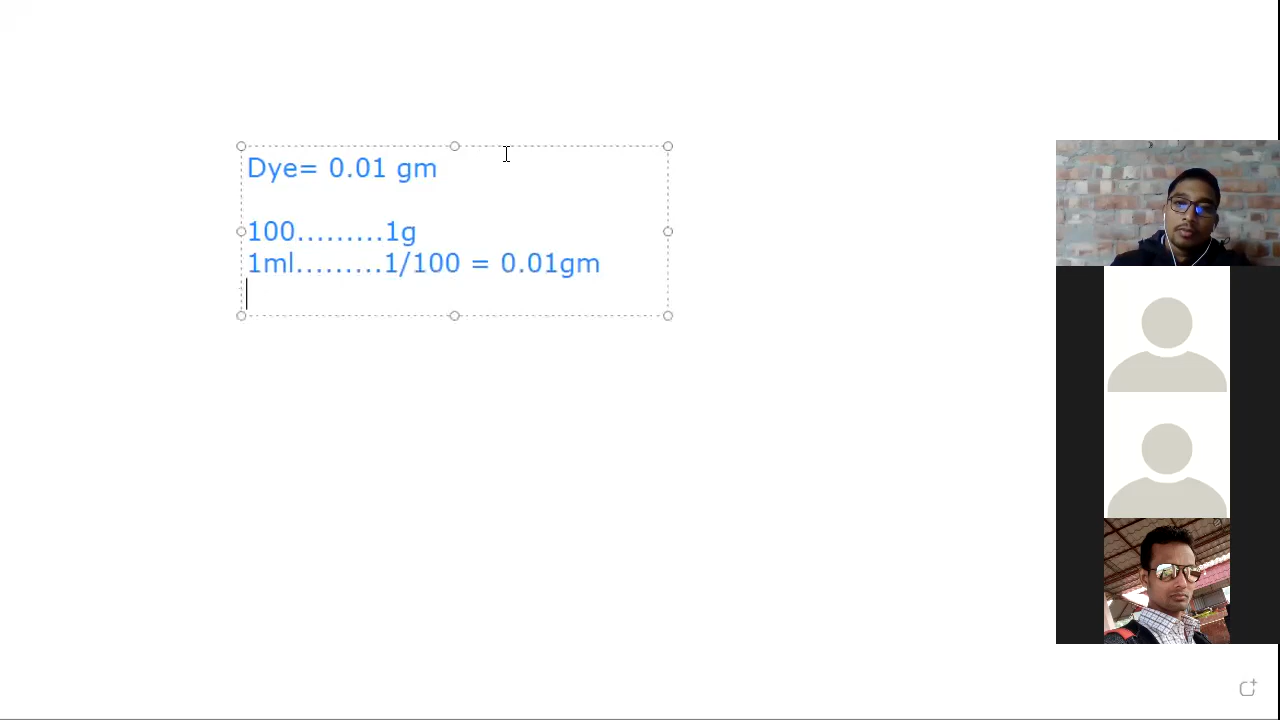 Dye= 0.01 gm
100.........1g
1ml.........1/100 = 0.01gm